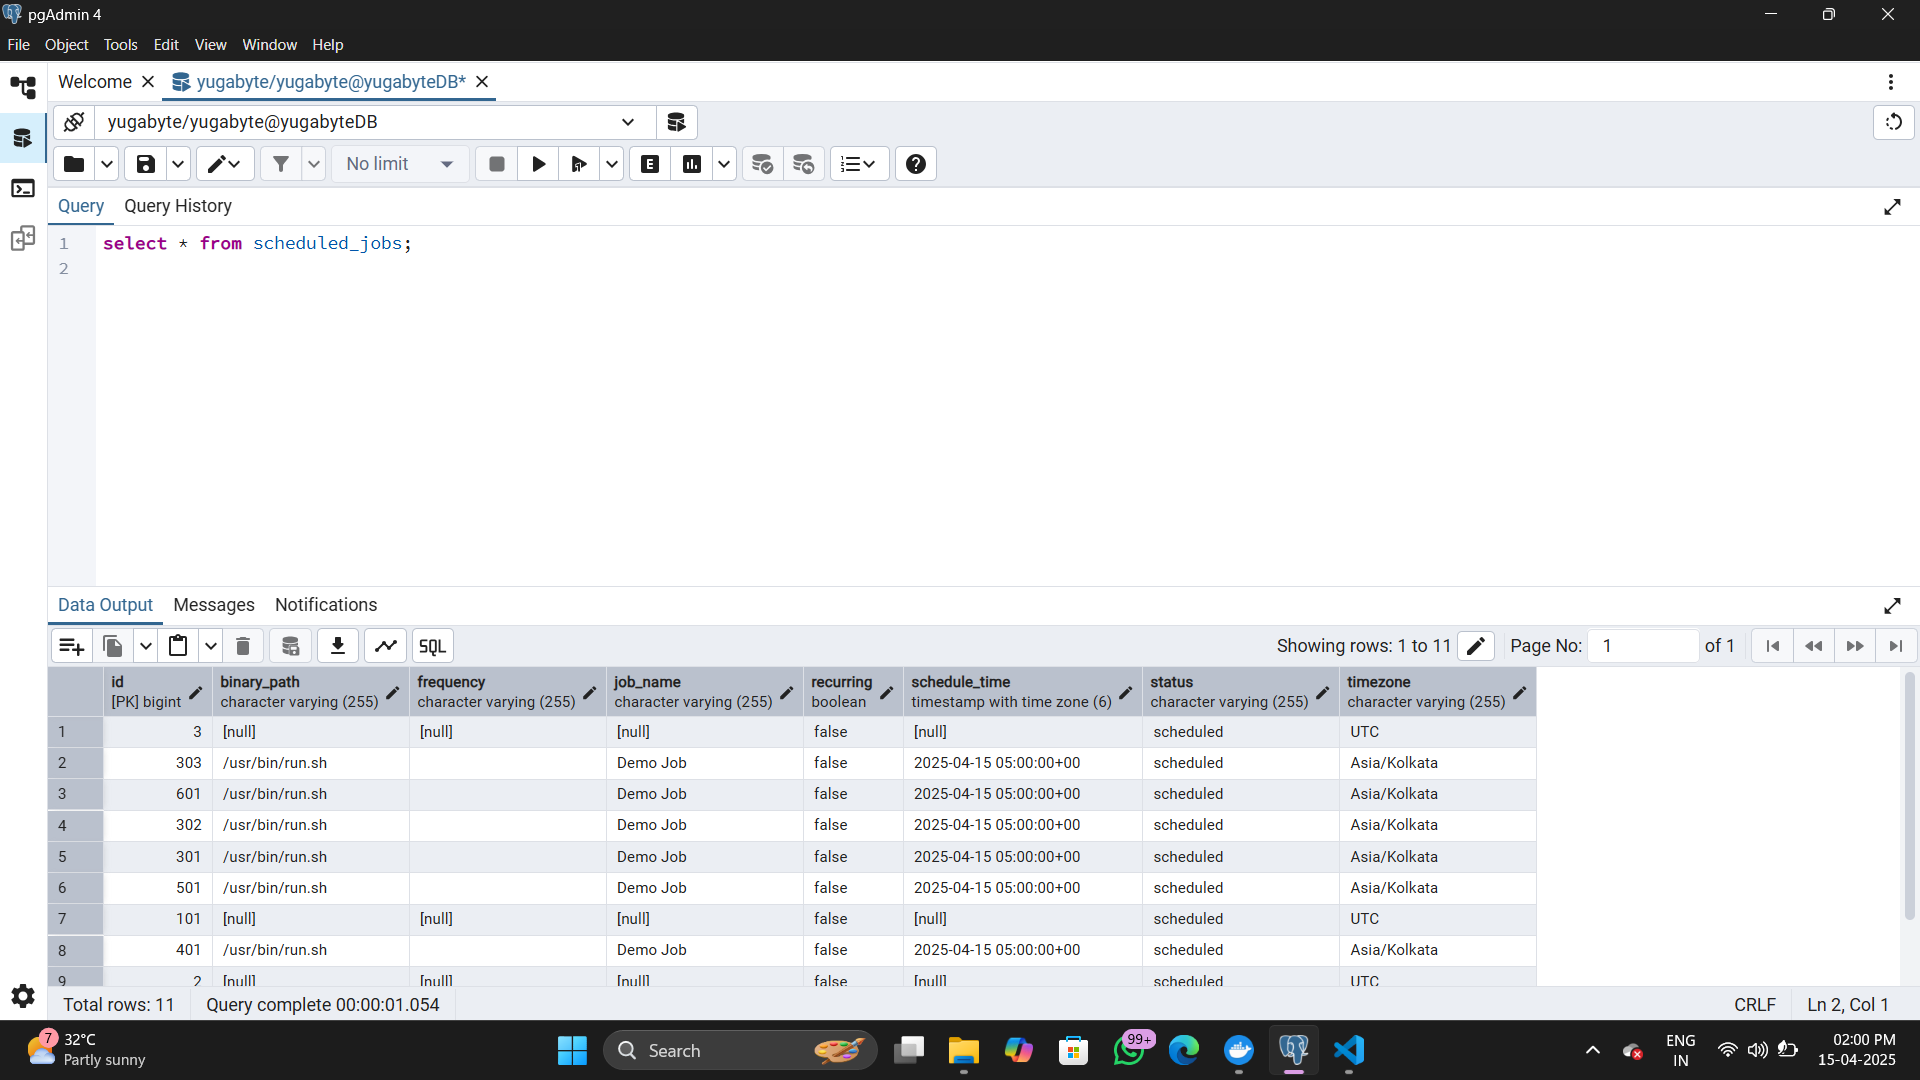 pgAdmin 4
File Object Tools Edit View Window Help
Welcome yugabyte/yugabyte@yugabyteDB*
yugabyte/yugabyte@yugabyteDB
No limit E
Query Query History
1 select * from scheduled_jobs;
2
Data Output Messages Notifications
SQL Showing rows: 1 to 11 Page No: 1 of 1
id binary_path frequency job_name recurring schedule_time status timezone
[PK] bigint character varying (255) character varying (255) character varying (255) boolean timestamp with time zone (6) character varying (255) character varying (255)
1 3 [null] [null] [null] false [null] scheduled UTC
2 303 /usr/bin/run.sh Demo Job false 2025-04-15 05:00:00+00 scheduled Asia/Kolkata
3 601 /usr/bin/run.sh Demo Job false 2025-04-15 05:00:00+00 scheduled Asia/Kolkata
4 302 /usr/bin/run.sh Demo Job false 2025-04-15 05:00:00+00 scheduled Asia/Kolkata
5 301 /usr/bin/run.sh Demo Job false 2025-04-15 05:00:00+00 scheduled Asia/Kolkata
6 501 /usr/bin/run.sh Demo Job false 2025-04-15 05:00:00+00 scheduled Asia/Kolkata
7 101 [null] [null] [null] false [null] scheduled UTC
8 401 /usr/bin/run.sh Demo Job false 2025-04-15 05:00:00+00 scheduled Asia/Kolkata
9 2 [null] [null] [null] false [null] scheduled UTC
Total rows: 11 Query complete 00:00:01.054 CRLF Ln 2, Col 1
7 32°C Partly sunny
Search 99+
ENG IN
02:00 PM
15-04-2025